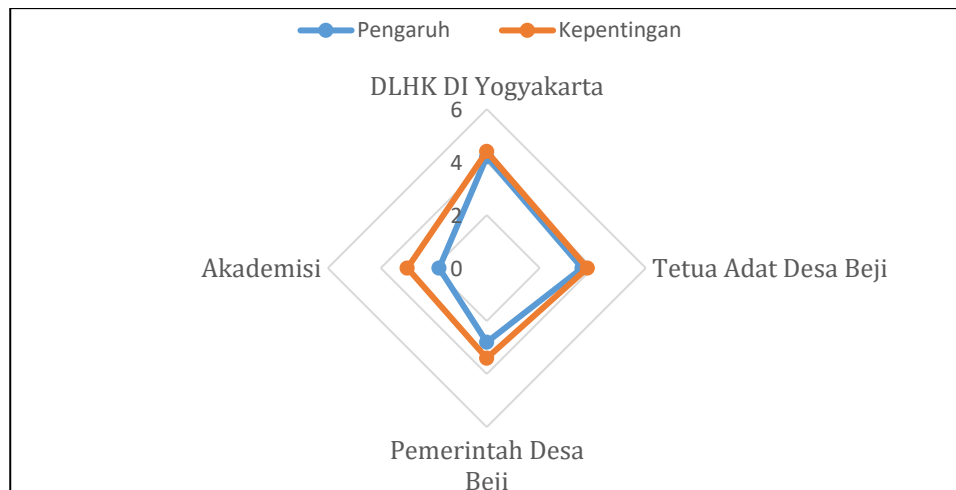 Pengaruh
Kepentingan
DLHK DI Yogyakarta
6
4
2
0
Akademisi
Tetua Adat Desa Beji
Pemerintah Desa
Beji